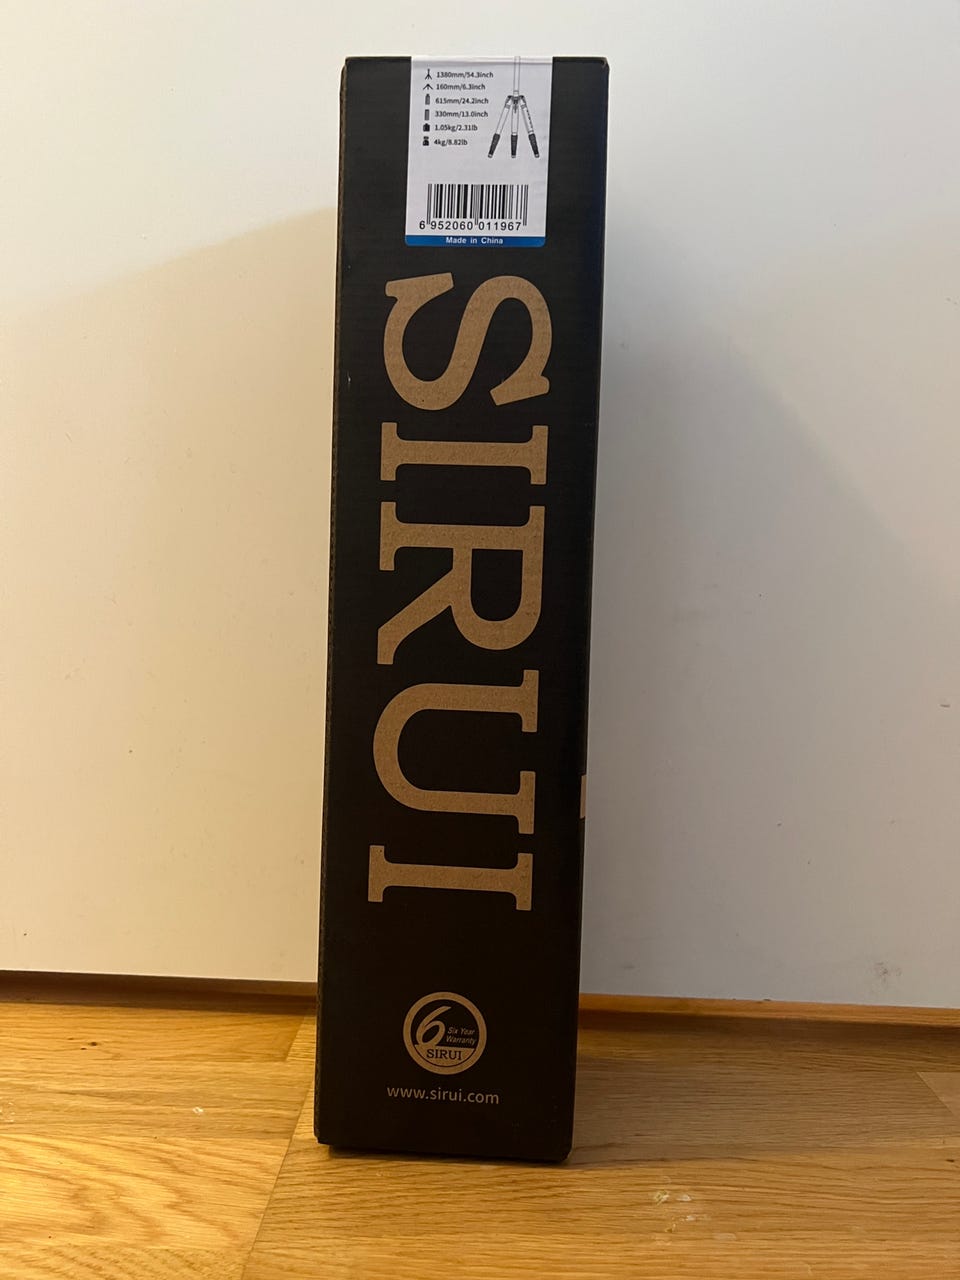 1380mm/54.3inch
160mm/6.3inch
615mm/24.2inch
330mm/13.0inch
1.05kg/2.31lb
4kg/8.82lb
6 952060 011967
Made in China
SIRUI
6 Six Year
Warranty
SIRUI
www.sirui.com